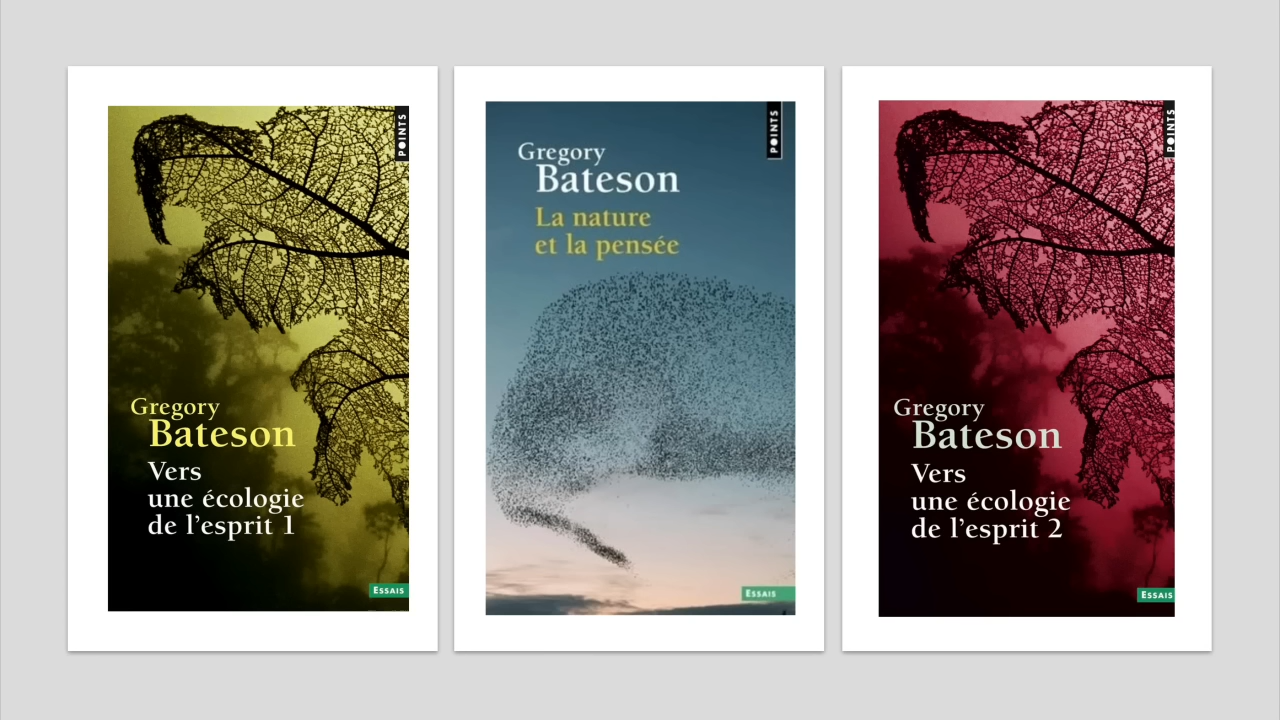 POINTS
Gregory
Bateson
Vers
une écologie
de l'esprit 1
ESSAIS
POINTS
Gregory
Bateson
La nature
et la pensée
ESSAIS
POINTS
Gregory
Bateson
Vers
une écologie
de l'esprit 2
ESSAIS